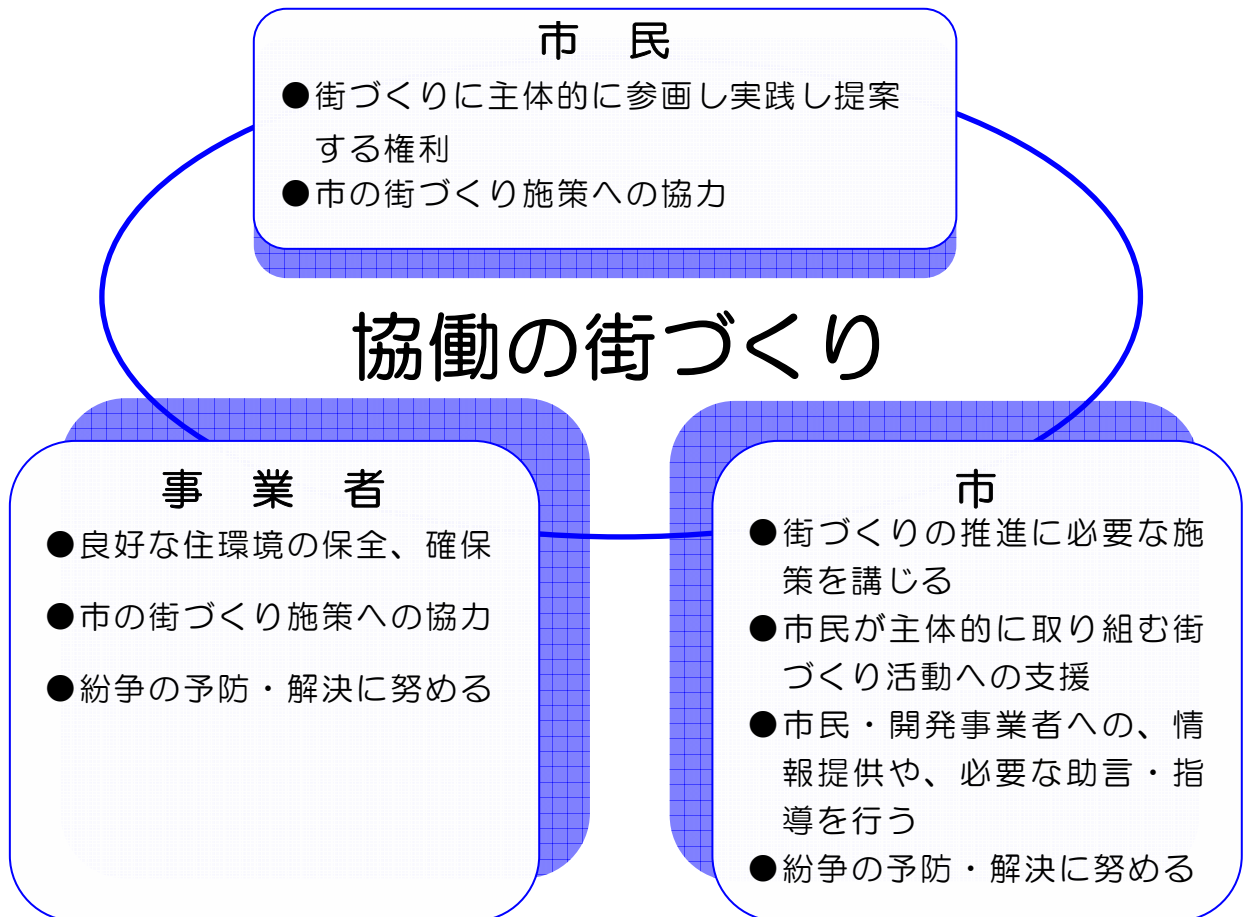 市　民
●街づくりに主体的に参画し実践し提案
する権利
●市の街づくり施策への協力
協働の街づくり
事　業　者
●良好な住環境の保全、確保
●市の街づくり施策への協力
●紛争の予防・解決に努める
市
●街づくりの推進に必要な施
策を講じる
●市民が主体的に取り組む街
づくり活動への支援
●市民・開発事業者への、情
報提供や、必要な助言・指
導を行う
●紛争の予防・解決に努める